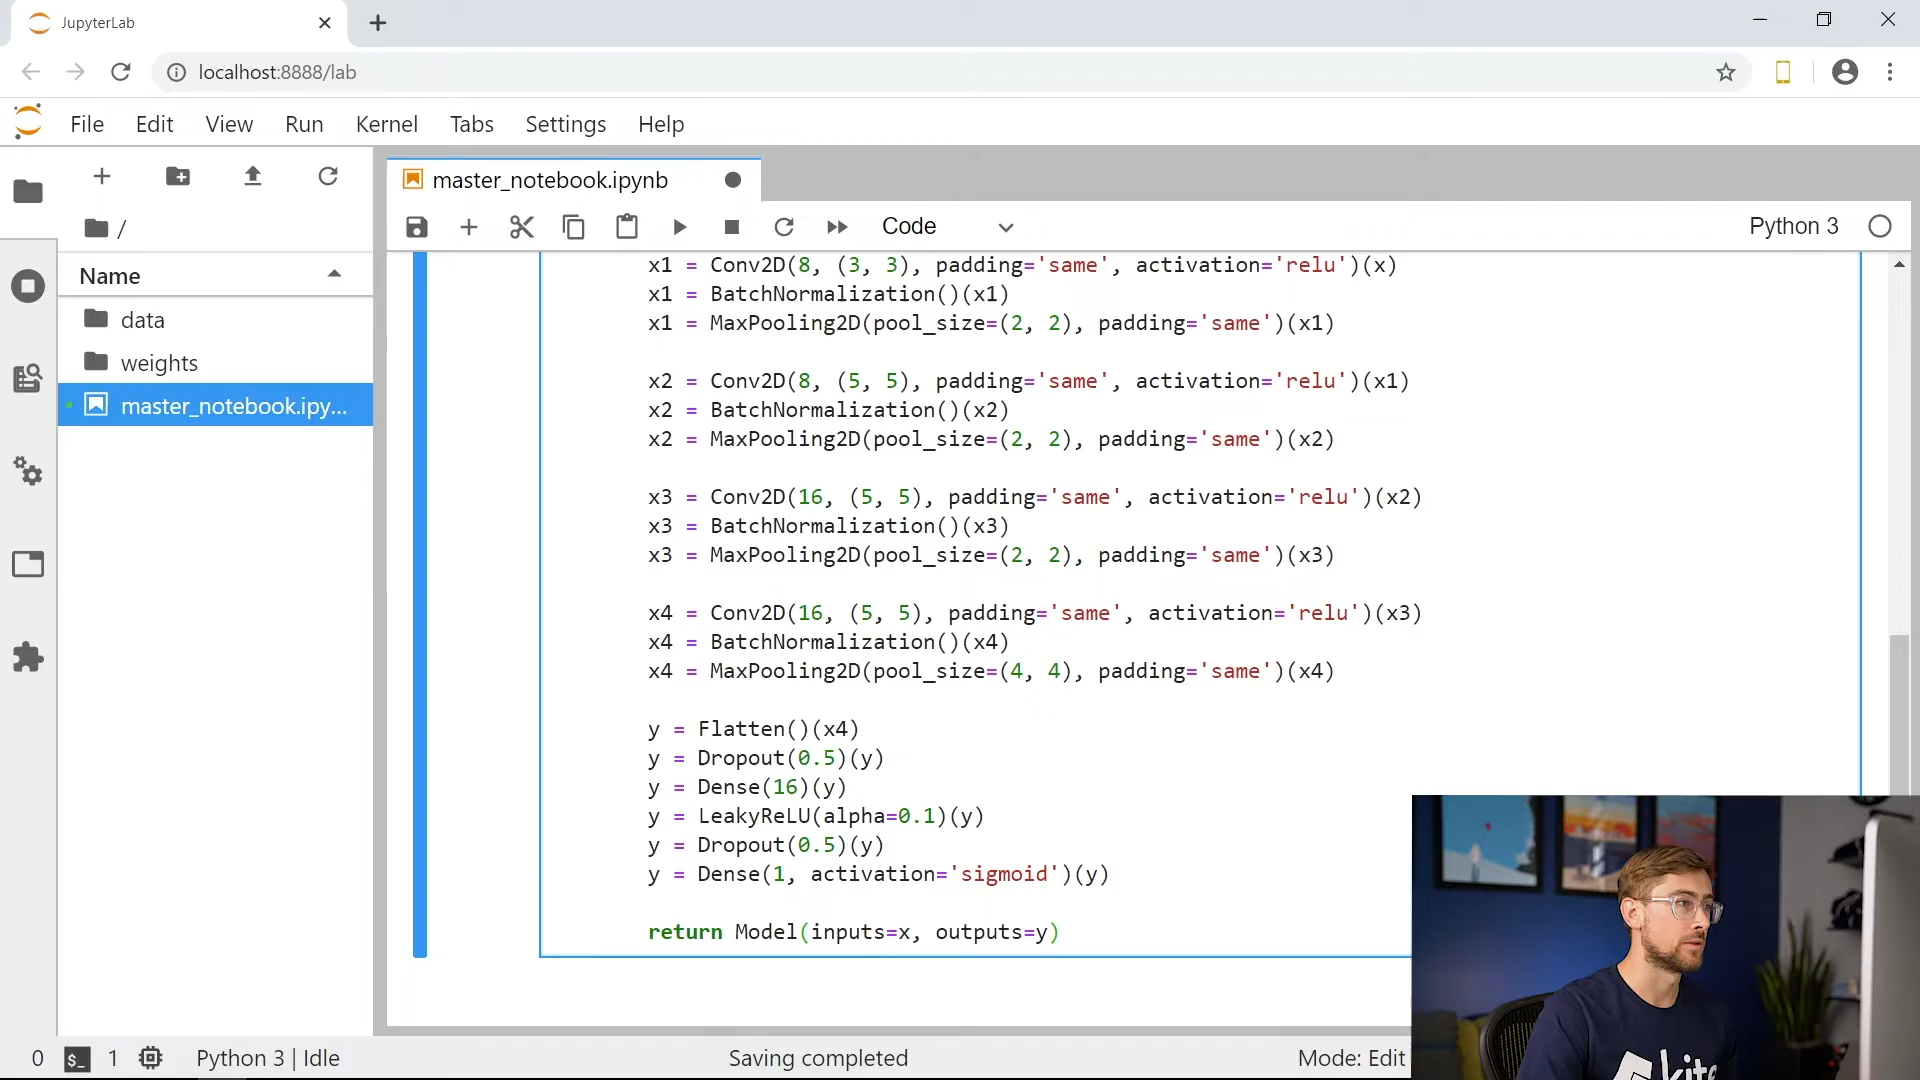 JupyterLab
localhost:8888/lab
File Edit View Run Kernel Tabs Settings Help
master_notebook.ipynb
/
Code
Python 3
Name
data
weights
master_notebook.ipy...
x1 = Conv2D(8, (3, 3), padding='same', activation='relu')(x)
x1 = BatchNormalization()(x1)
x1 = MaxPooling2D(pool_size=(2, 2), padding='same')(x1)
x2 = Conv2D(8, (5, 5), padding='same', activation='relu')(x1)
x2 = BatchNormalization()(x2)
x2 = MaxPooling2D(pool_size=(2, 2), padding='same')(x2)
x3 = Conv2D(16, (5, 5), padding='same', activation='relu')(x2)
x3 = BatchNormalization()(x3)
x3 = MaxPooling2D(pool_size=(2, 2), padding='same')(x3)
x4 = Conv2D(16, (5, 5), padding='same', activation='relu')(x3)
x4 = BatchNormalization()(x4)
x4 = MaxPooling2D(pool_size=(4, 4), padding='same')(x4)
y = Flatten()(x4)
y = Dropout(0.5)(y)
y = Dense(16)(y)
y = LeakyReLU(alpha=0.1)(y)
y = Dropout(0.5)(y)
y = Dense(1, activation='sigmoid')(y)
return Model(inputs=x, outputs=y)
kite
0 $_ 1 Python 3 | Idle Saving completed Mode: Edit